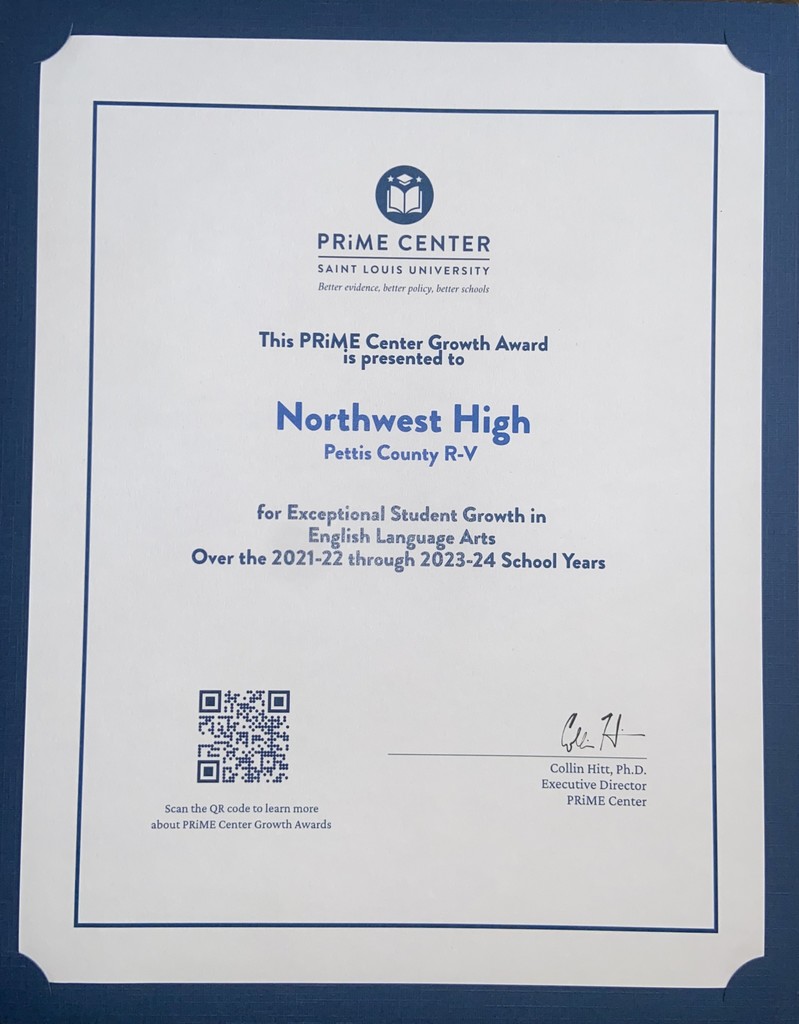 PRiME CENTER
SAINT LOUIS UNIVERSITY
Better evidence, better policy, better schools
This PRiME Center Growth Award
is presented to
Northwest High
Pettis County R-V
for Exceptional Student Growth in
English Language Arts
Over the 2021-22 through 2023-24 School Years
Collin Hitt, Ph.D.
Executive Director
PRiME Center
Scan the QR code to learn more
about PRiME Center Growth Awards